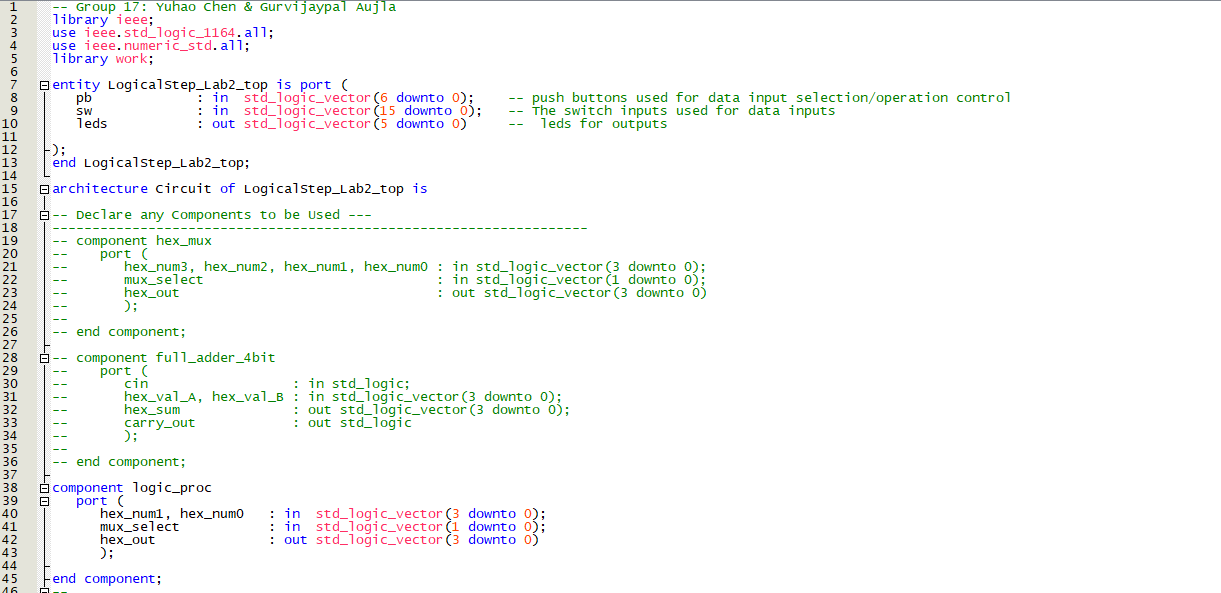 1 -- Group 17: Yuhao Chen & Gurvijaypal Aujla
2 library ieee;
3 use ieee.std_logic_1164.all;
4 use ieee.numeric_std.all;
5 library work;
6
7 entity LogicalStep_Lab2_top is port (
8 pb : in std_logic_vector(6 downto 0); -- push buttons used for data input selection/operation control
9 sw : in std_logic_vector(15 downto 0); -- The switch inputs used for data inputs
10 leds : out std_logic_vector(5 downto 0) -- leds for outputs
11
12 );
13 end LogicalStep_Lab2_top;
14
15 architecture Circuit of LogicalStep_Lab2_top is
16
17 -- Declare any Components to be Used ---
18 -------------------------------------------------------------------
19 -- component hex_mux
20 -- port (
21 -- hex_num3, hex_num2, hex_num1, hex_num0 : in std_logic_vector(3 downto 0);
22 -- mux_select : in std_logic_vector(1 downto 0);
23 -- hex_out : out std_logic_vector(3 downto 0)
24 -- );
25 --
26 -- end component;
27
28 -- component full_adder_4bit
29 -- port (
30 -- cin : in std_logic;
31 -- hex_val_A, hex_val_B : in std_logic_vector(3 downto 0);
32 -- hex_sum : out std_logic_vector(3 downto 0);
33 -- carry_out : out std_logic
34 -- );
35 --
36 -- end component;
37
38 component logic_proc
39 port (
40 hex_num1, hex_num0 : in std_logic_vector(3 downto 0);
41 mux_select : in std_logic_vector(1 downto 0);
42 hex_out : out std_logic_vector(3 downto 0)
43 );
44
45 end component;
46 --